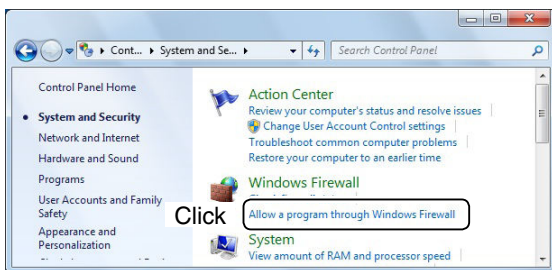 Cont... System and Se... Search Control Panel
Control Panel Home
System and Security
Network and Internet
Hardware and Sound
Programs
User Accounts and Family
Safety
Appearance and
Personalization
Action Center
Review your computer's status and resolve issues
Change User Account Control settings
Troubleshoot common computer problems
Restore your computer to an earlier time
Windows Firewall
Click
Allow a program through Windows Firewall
System
View amount of RAM and processor speed